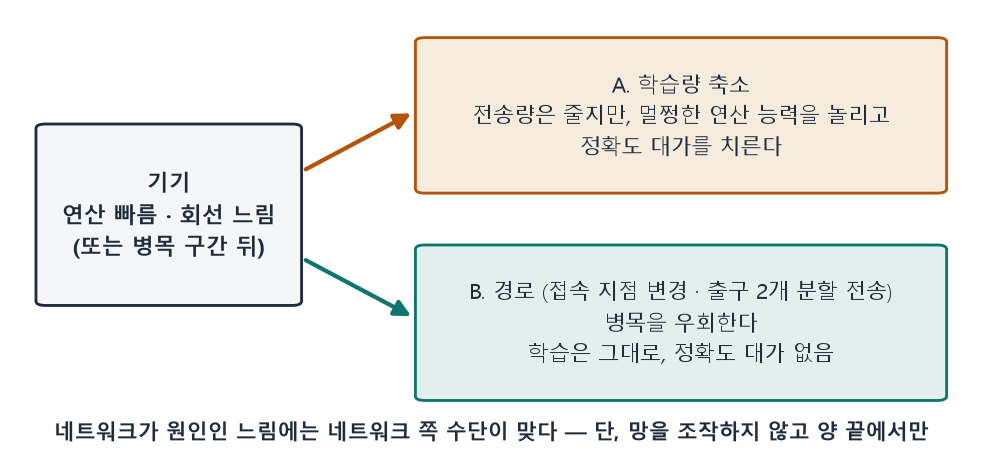 기기
연산 빠름 · 회선 느림
(또는 병목 구간 뒤)
A. 학습량 축소
전송량은 줄지만, 멀쩡한 연산 능력을 놀리고
정확도 대가를 치른다
B. 경로 (접속 지점 변경 · 출구 2개 분할 전송)
병목을 우회한다
학습은 그대로, 정확도 대가 없음
네트워크가 원인인 느림에는 네트워크 쪽 수단이 맞다 — 단, 망을 조작하지 않고 양 끝에서만